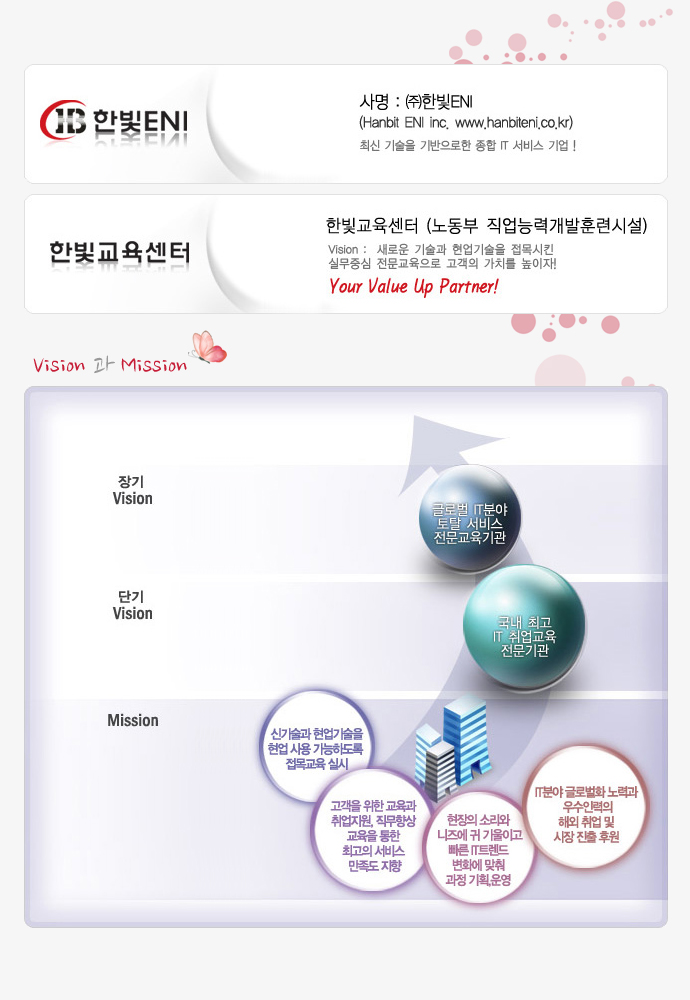 한빛ENI
사명 : ㈜한빛ENI
(Hanbit ENI inc. www.hanbiteni.co.kr)
최신 기술을 기반으로한 종합 IT 서비스 기업 !
한빛교육센터
한빛교육센터 (노동부 직업능력개발훈련시설)
Vision : 새로운 기술과 현업기술을 접목시킨
실무중심 전문교육으로 고객의 가치를 높이자!
Your Value Up Partner!
Vision 과 Mission
장기
Vision
글로벌 IT분야
토탈 서비스
전문교육기관
단기
Vision
국내 최고
IT 취업교육
전문기관
Mission
신기술과 현업기술을
현업 사용 가능하도록
접목교육 실시
고객을 위한 교육과
취업지원, 직무향상
교육을 통한
최고의 서비스
만족도 지향
현장의 소리와
니즈에 귀 기울이고
빠른 IT트렌드
변화에 맞춰
과정 기획,운영
IT분야 글로벌화 노력과
우수인력의
해외 취업 및
시장 진출 후원